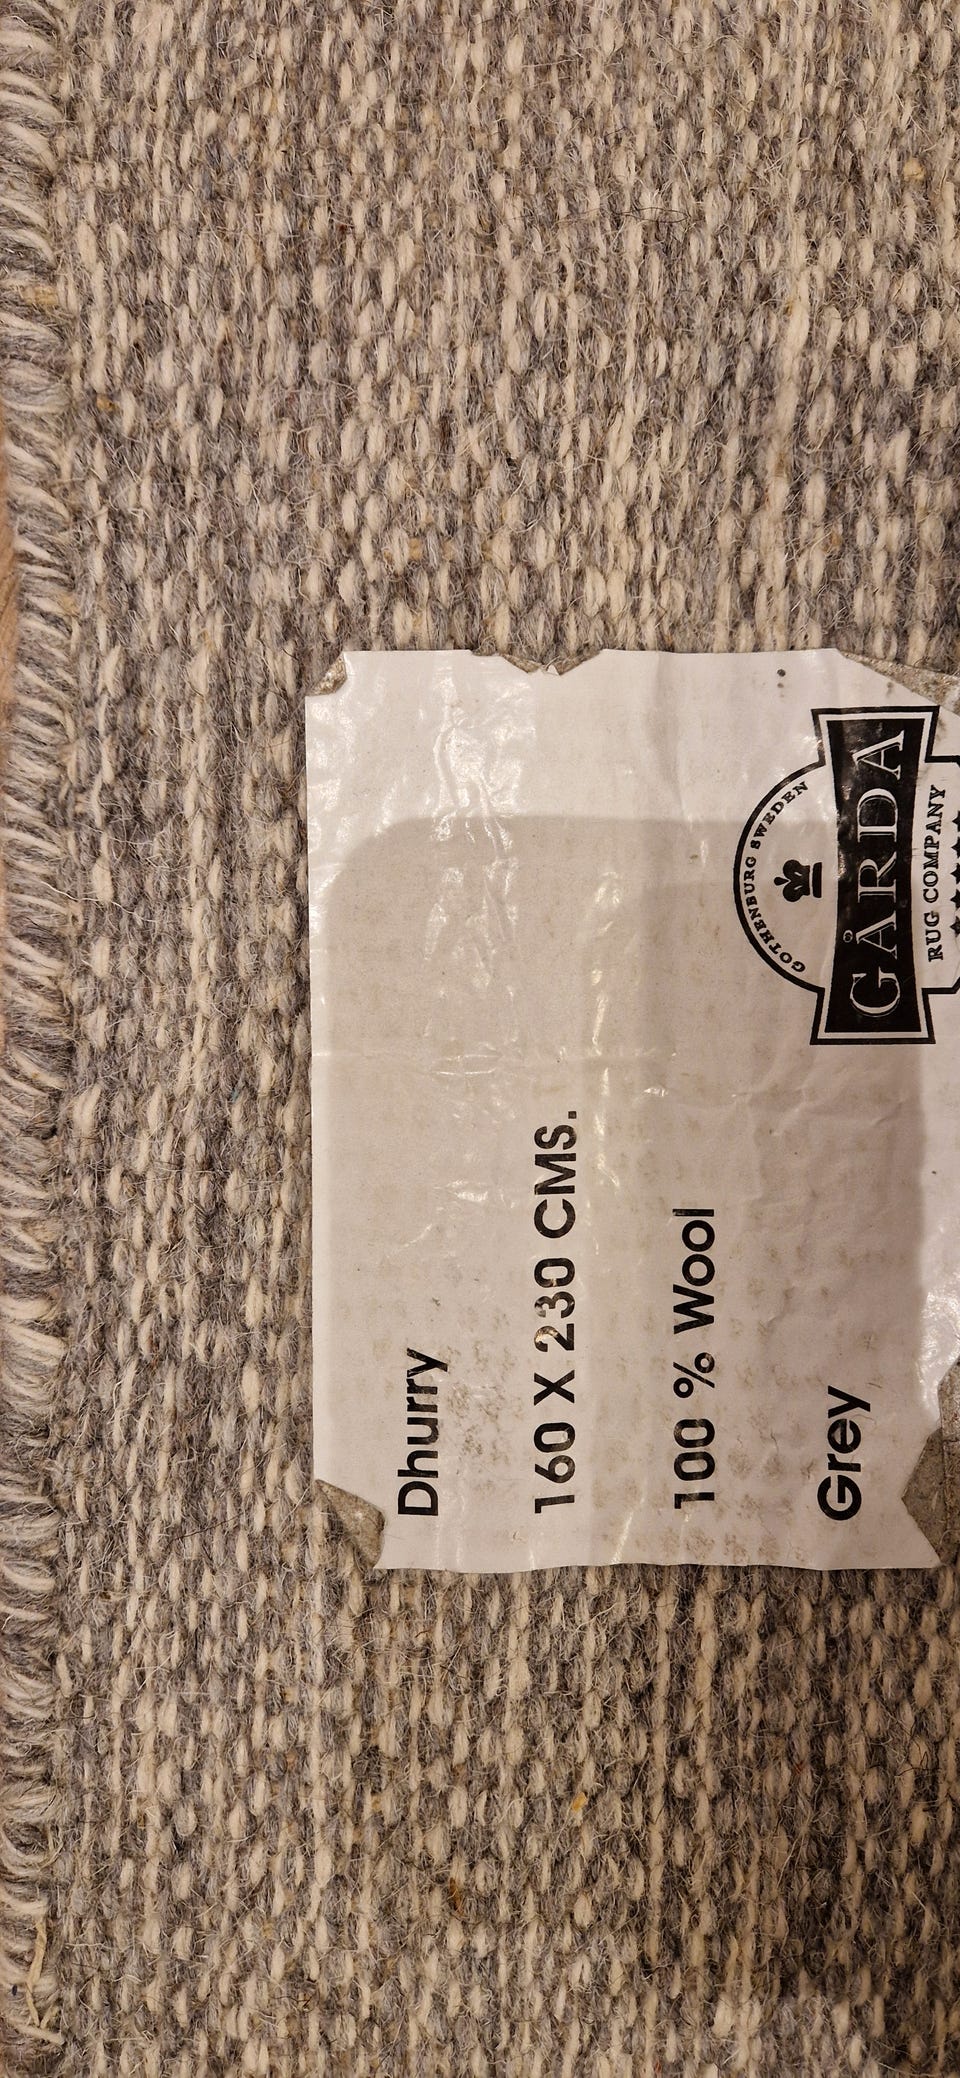 GOTHENBURG SWEDEN
GÅRDA
RUG COMPANY
Dhurry
160 X 230 CMS.
100 % Wool
Grey